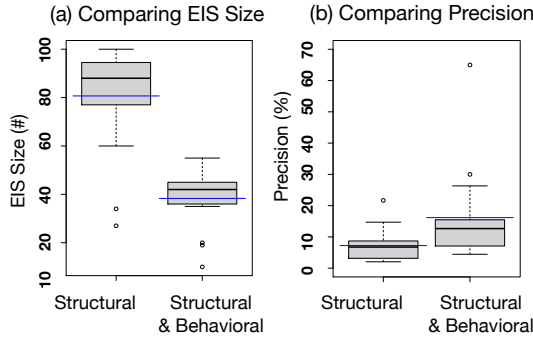 (a) Comparing EIS Size
(b) Comparing Precision
EIS Size (#)
100
80
60
40
20
10
Structural
Structural
& Behavioral
Precision (%)
70
60
50
40
30
20
10
0
Structural
Structural
& Behavioral